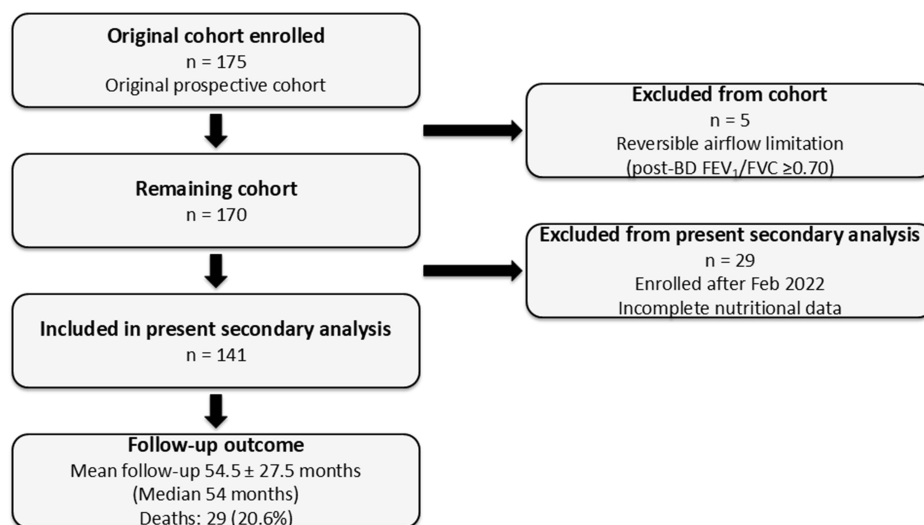 Original cohort enrolled
n = 175
Original prospective cohort
Excluded from cohort
n = 5
Reversible airflow limitation
(post-BD FEV₁/FVC ≥0.70)
Remaining cohort
n = 170
Excluded from present secondary analysis
n = 29
Enrolled after Feb 2022
Incomplete nutritional data
Included in present secondary analysis
n = 141
Follow-up outcome
Mean follow-up 54.5 ± 27.5 months
(Median 54 months)
Deaths: 29 (20.6%)